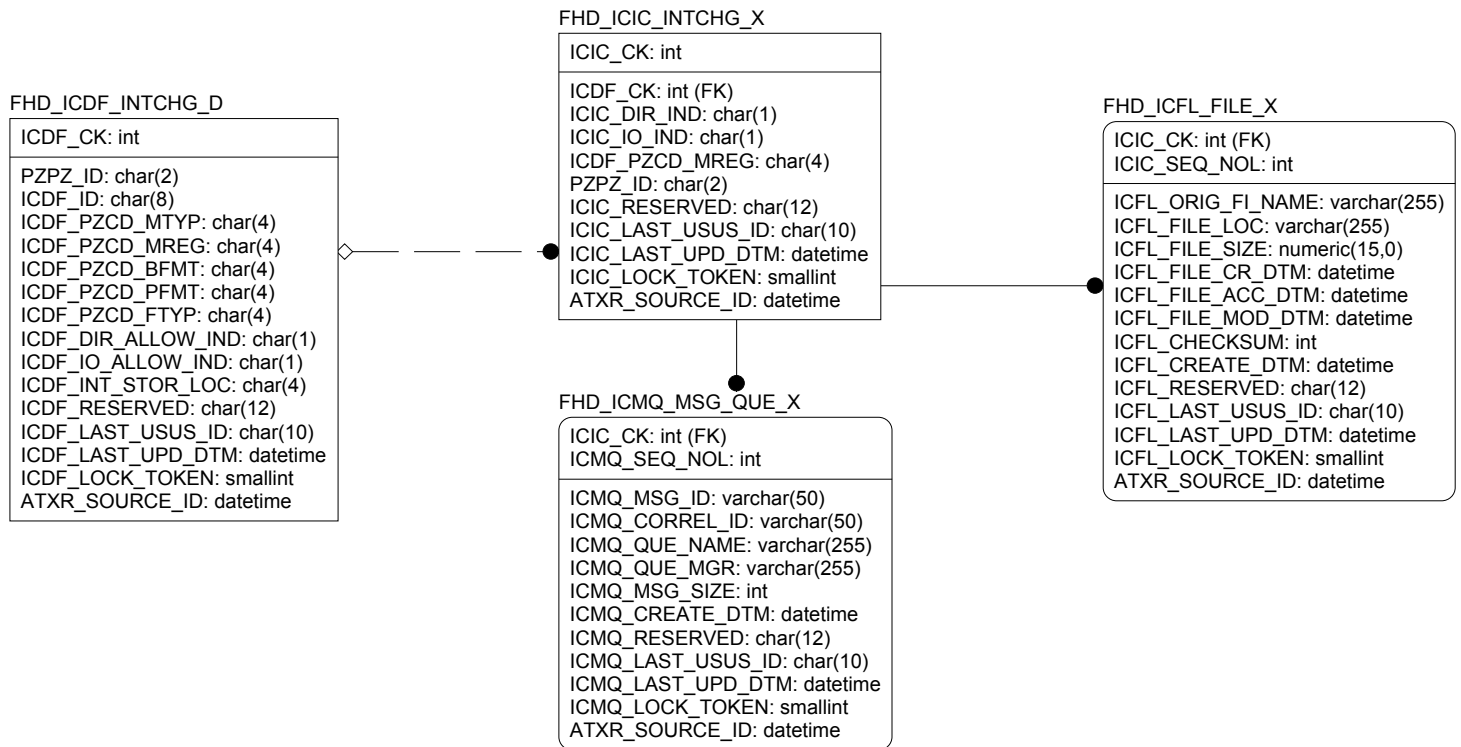 FHD_ICIC_INTCHG_X
ICIC_CK: int
ICDF_CK: int (FK)
ICIC_DIR_IND: char(1)
ICIC_IO_IND: char(1)
ICDF_PZCD_MREG: char(4)
PZPZ_ID: char(2)
ICIC_RESERVED: char(12)
ICIC_LAST_USUS_ID: char(10)
ICIC_LAST_UPD_DTM: datetime
ICIC_LOCK_TOKEN: smallint
ATXR_SOURCE_ID: datetime
FHD_ICDF_INTCHG_D
ICDF_CK: int
PZPZ_ID: char(2)
ICDF_ID: char(8)
ICDF_PZCD_MTYP: char(4)
ICDF_PZCD_MREG: char(4)
ICDF_PZCD_BFMT: char(4)
ICDF_PZCD_PFMT: char(4)
ICDF_PZCD_FTYP: char(4)
ICDF_DIR_ALLOW_IND: char(1)
ICDF_IO_ALLOW_IND: char(1)
ICDF_INT_STOR_LOC: char(4)
ICDF_RESERVED: char(12)
ICDF_LAST_USUS_ID: char(10)
ICDF_LAST_UPD_DTM: datetime
ICDF_LOCK_TOKEN: smallint
ATXR_SOURCE_ID: datetime
FHD_ICFL_FILE_X
ICIC_CK: int (FK)
ICIC_SEQ_NOL: int
ICFL_ORIG_FI_NAME: varchar(255)
ICFL_FILE_LOC: varchar(255)
ICFL_FILE_SIZE: numeric(15,0)
ICFL_FILE_CR_DTM: datetime
ICFL_FILE_ACC_DTM: datetime
ICFL_FILE_MOD_DTM: datetime
ICFL_CHECKSUM: int
ICFL_CREATE_DTM: datetime
ICFL_RESERVED: char(12)
ICFL_LAST_USUS_ID: char(10)
ICFL_LAST_UPD_DTM: datetime
ICFL_LOCK_TOKEN: smallint
ATXR_SOURCE_ID: datetime
FHD_ICMQ_MSG_QUE_X
ICIC_CK: int (FK)
ICMQ_SEQ_NOL: int
ICMQ_MSG_ID: varchar(50)
ICMQ_CORREL_ID: varchar(50)
ICMQ_QUE_NAME: varchar(255)
ICMQ_QUE_MGR: varchar(255)
ICMQ_MSG_SIZE: int
ICMQ_CREATE_DTM: datetime
ICMQ_RESERVED: char(12)
ICMQ_LAST_USUS_ID: char(10)
ICMQ_LAST_UPD_DTM: datetime
ICMQ_LOCK_TOKEN: smallint
ATXR_SOURCE_ID: datetime